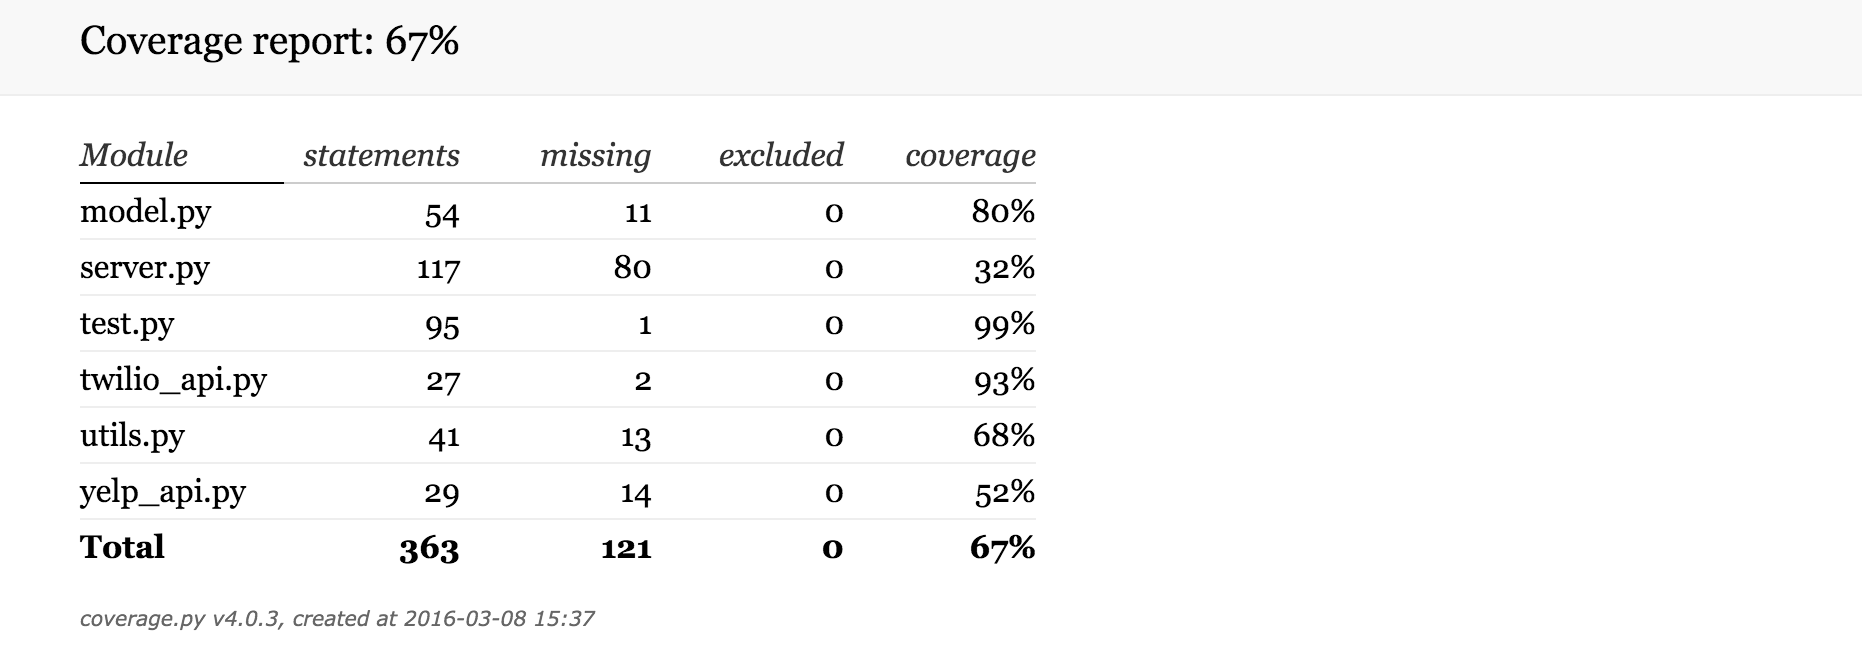 Coverage report: 67%
Module statements missing excluded coverage
model.py 54 11 0 80%
server.py 117 80 0 32%
test.py 95 1 0 99%
twilio_api.py 27 2 0 93%
utils.py 41 13 0 68%
yelp_api.py 29 14 0 52%
Total 363 121 0 67%
coverage.py v4.0.3, created at 2016-03-08 15:37